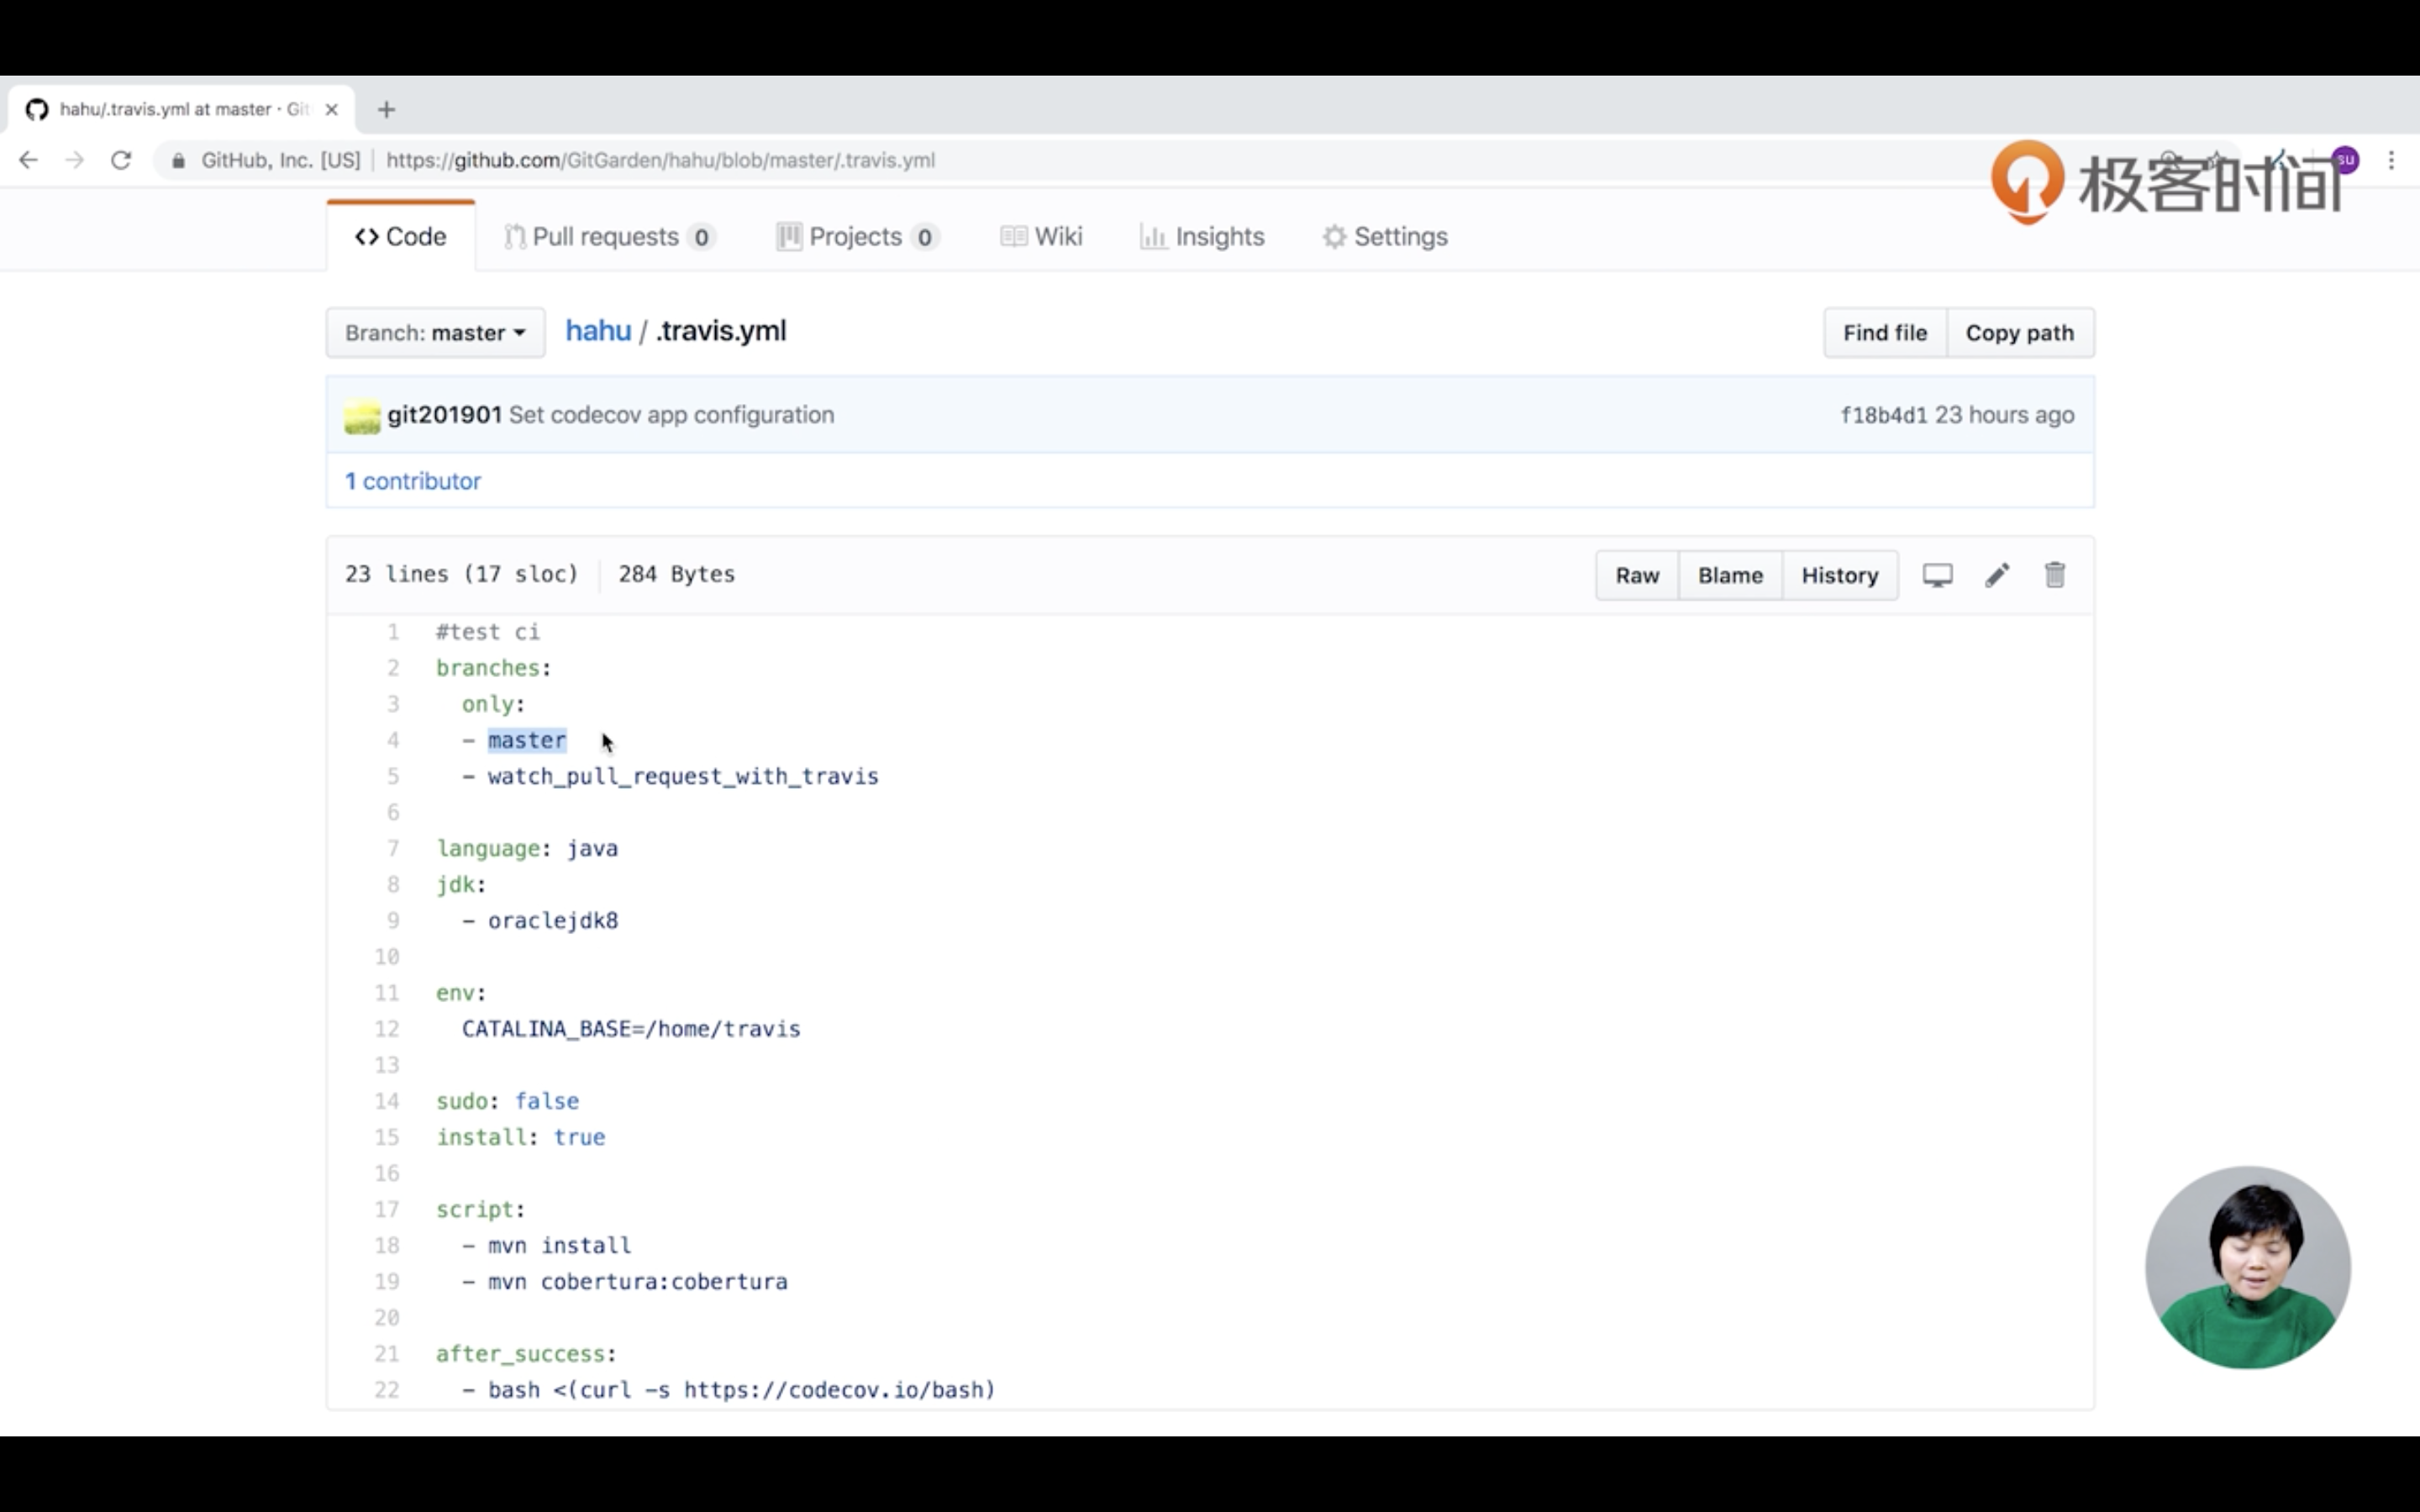 hahu/.travis.yml at master · Git
GitHub, Inc. [US] | https://github.com/GitGarden/hahu/blob/master/.travis.yml
su
极客时间
<> Code Pull requests 0 Projects 0 Wiki Insights Settings
Branch: master hahu / .travis.yml Find file Copy path
git201901 Set codecov app configuration f18b4d1 23 hours ago
1 contributor
23 lines (17 sloc) 284 Bytes Raw Blame History
1 #test ci
2 branches:
3 only:
4 - master
5 - watch_pull_request_with_travis
6
7 language: java
8 jdk:
9 - oraclejdk8
10
11 env:
12 CATALINA_BASE=/home/travis
13
14 sudo: false
15 install: true
16
17 script:
18 - mvn install
19 - mvn cobertura:cobertura
20
21 after_success:
22 - bash <(curl -s https://codecov.io/bash)